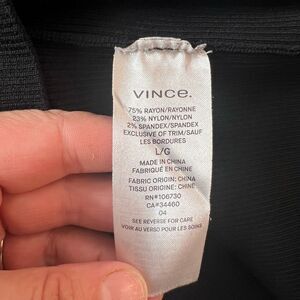 VINCE.
75% RAYON/RAYONNE
23% NYLON/NYLON
2% SPANDEX/SPANDEX
EXCLUSIVE OF TRIM/SAUF
LES BORDURES
L/G
MADE IN CHINA
FABRIQUÉ EN CHINE
FABRIC ORIGIN: CHINA
TISSU ORIGINE: CHINE
RN#106730
CA#34460
04
SEE REVERSE FOR CARE
VOIR AU VERSO POUR LES SOINS